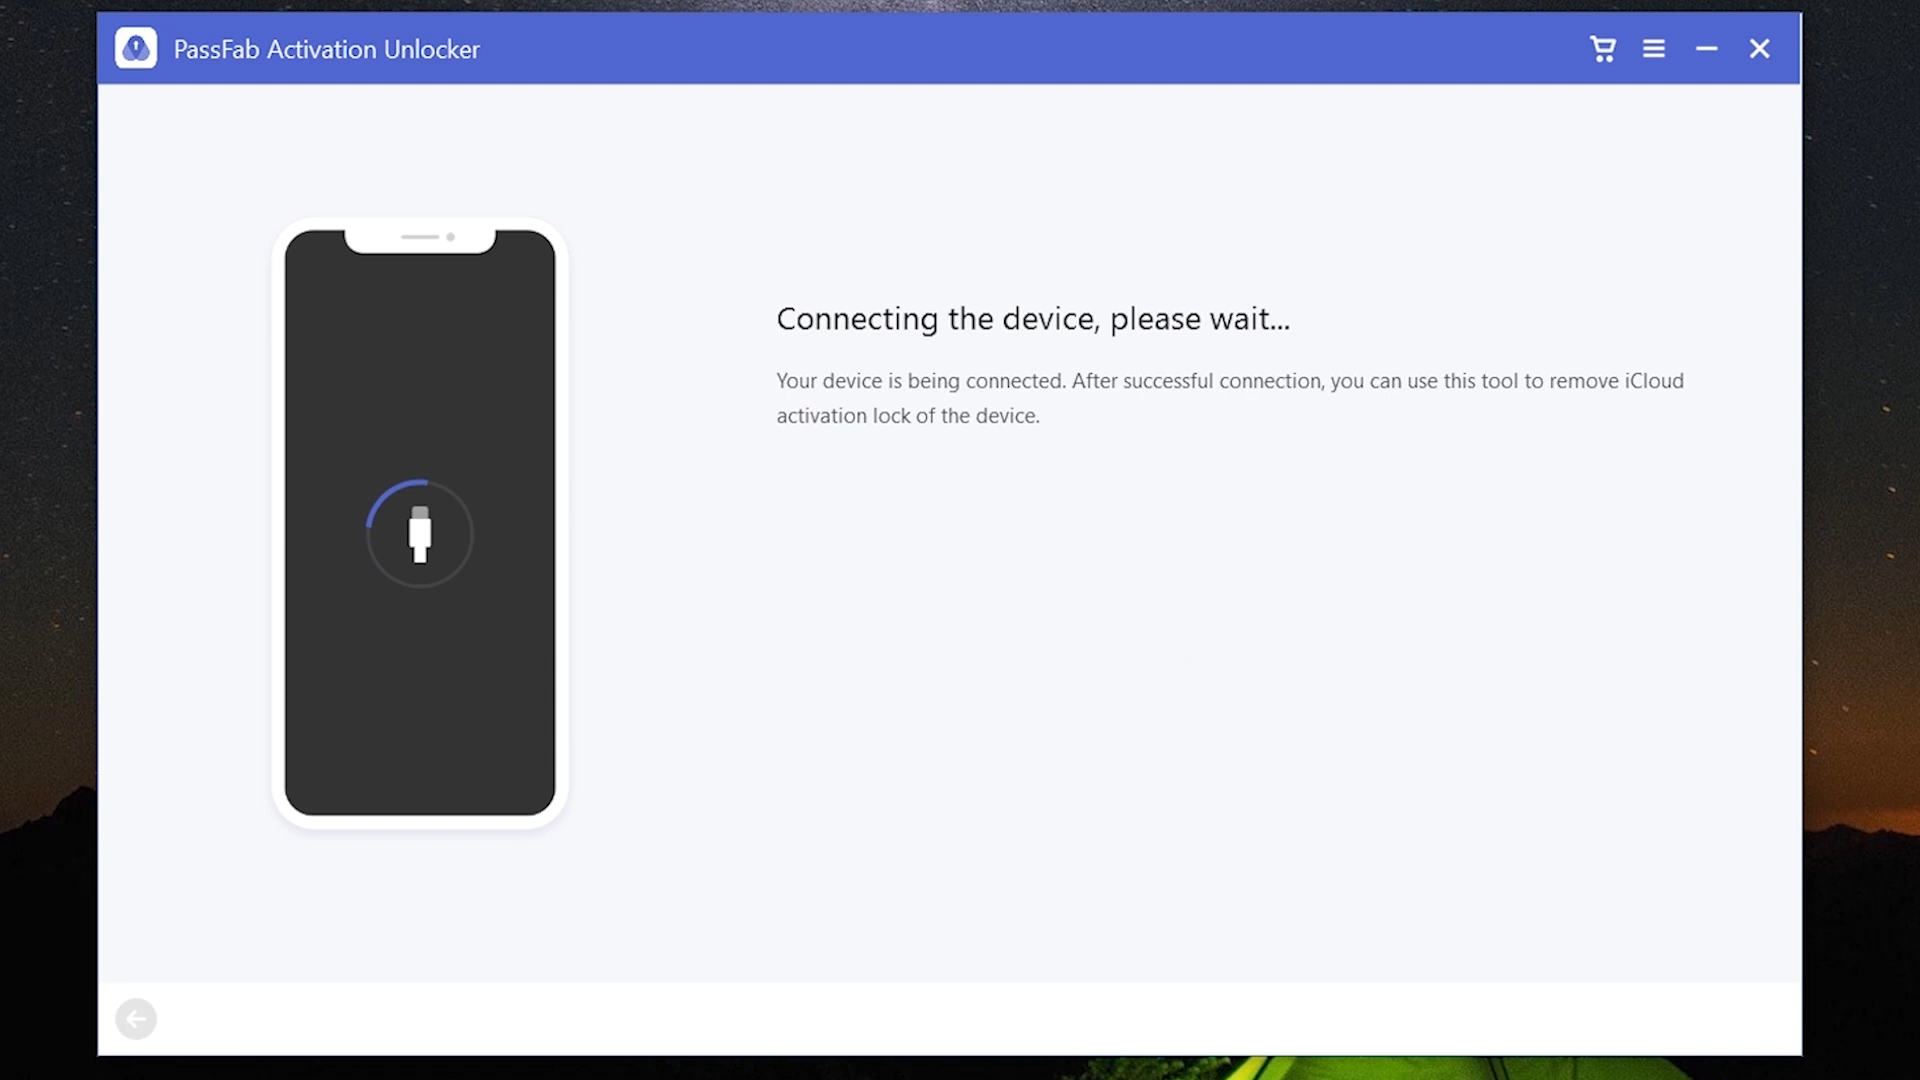 PassFab Activation Unlocker
Connecting the device, please wait...
Your device is being connected. After successful connection, you can use this tool to remove iCloud
activation lock of the device.